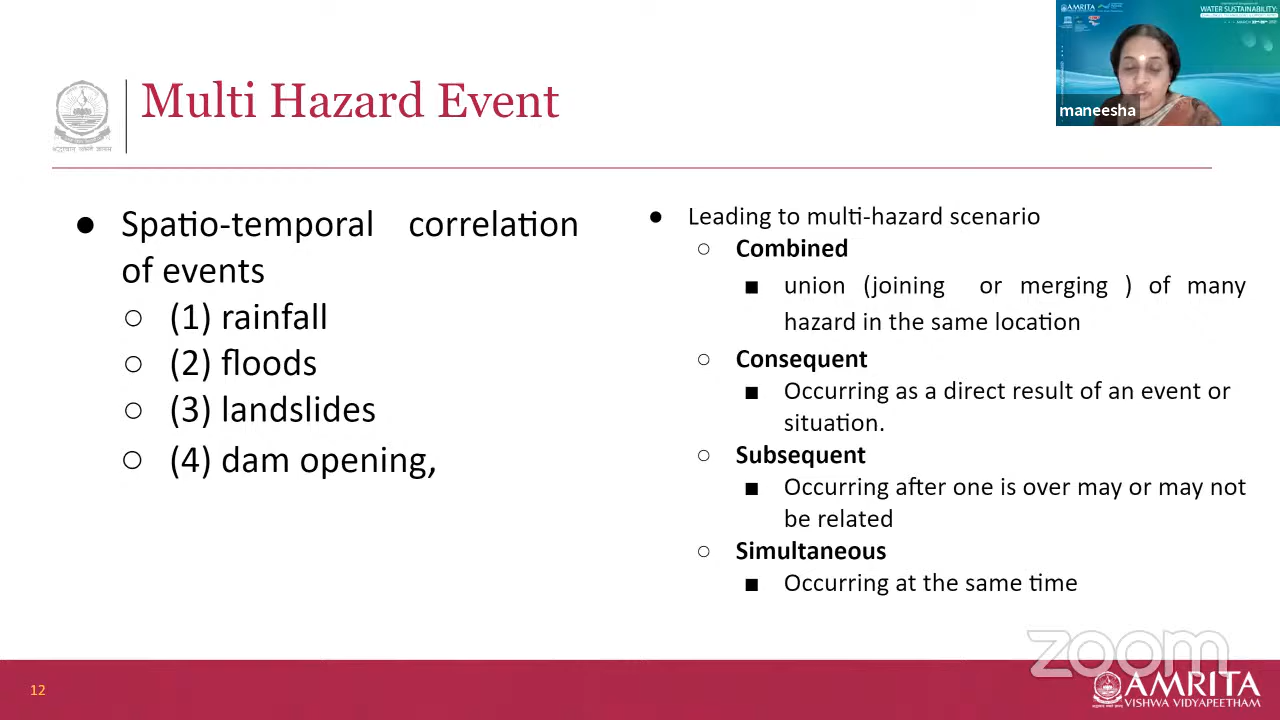 Multi Hazard Event
● Spatio-temporal correlation
of events
○ (1) rainfall
○ (2) floods
○ (3) landslides
○ (4) dam opening,
● Leading to multi-hazard scenario
○ Combined
■ union (joining or merging ) of many
hazard in the same location
○ Consequent
■ Occurring as a direct result of an event or
situation.
○ Subsequent
■ Occurring after one is over may or may not
be related
○ Simultaneous
■ Occurring at the same time
AMRITA
WATER SUSTAINABILITY:
maneesha
zoom
12
AMRITA
VISHWA VIDYAPEETHAM